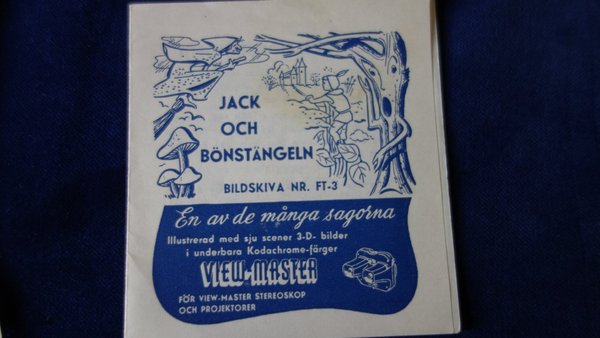 JACK
OCH
BÖNSTÄNGELN
BILDSKIVA NR. FT-3
En av de många sagorna
Illustrerad med sju scener 3-D- bilder
i underbara Kodachrome-färger
VIEW-MASTER
FÖR VIEW-MASTER STEREOSKOP
OCH PROJEKTORER